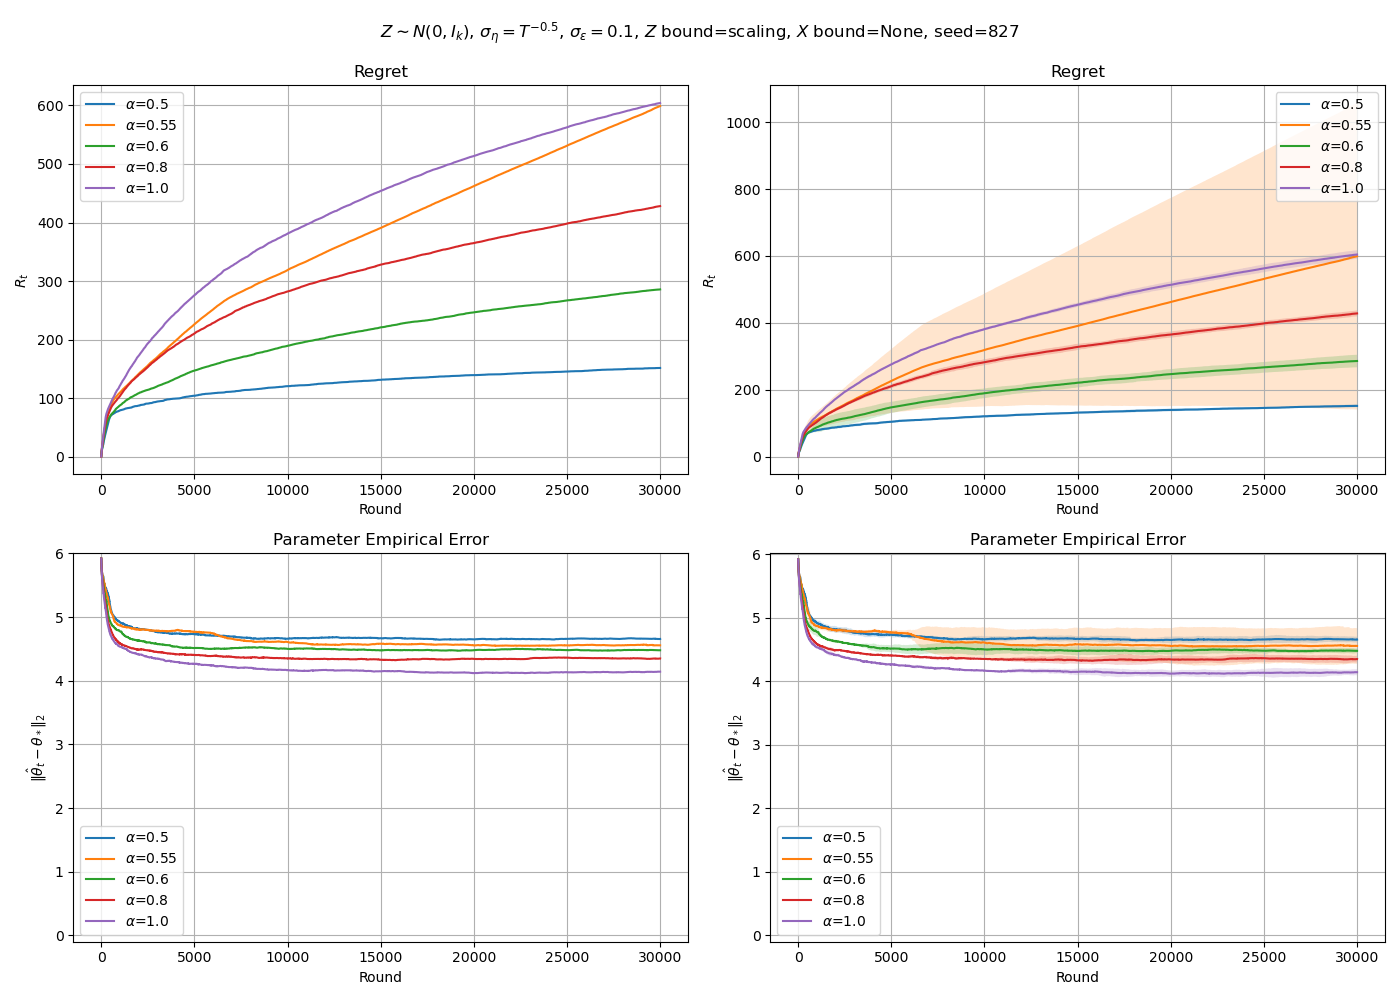 Z ∼ N(0, I_k), σ_η = T^{−0.5}, σ_ε = 0.1, Z bound=scaling, X bound=None, seed=827
Regret
R_t
600
500
400
300
200
100
0
α=0.5
α=0.55
α=0.6
α=0.8
α=1.0
0 5000 10000 15000 20000 25000 30000
Round
Regret
R_t
1000
800
600
400
200
0
α=0.5
α=0.55
α=0.6
α=0.8
α=1.0
0 5000 10000 15000 20000 25000 30000
Round
Parameter Empirical Error
‖θ̂_t − θ_*‖_2
6
5
4
3
2
1
0
α=0.5
α=0.55
α=0.6
α=0.8
α=1.0
0 5000 10000 15000 20000 25000 30000
Round
Parameter Empirical Error
‖θ̂_t − θ_*‖_2
6
5
4
3
2
1
0
α=0.5
α=0.55
α=0.6
α=0.8
α=1.0
0 5000 10000 15000 20000 25000 30000
Round